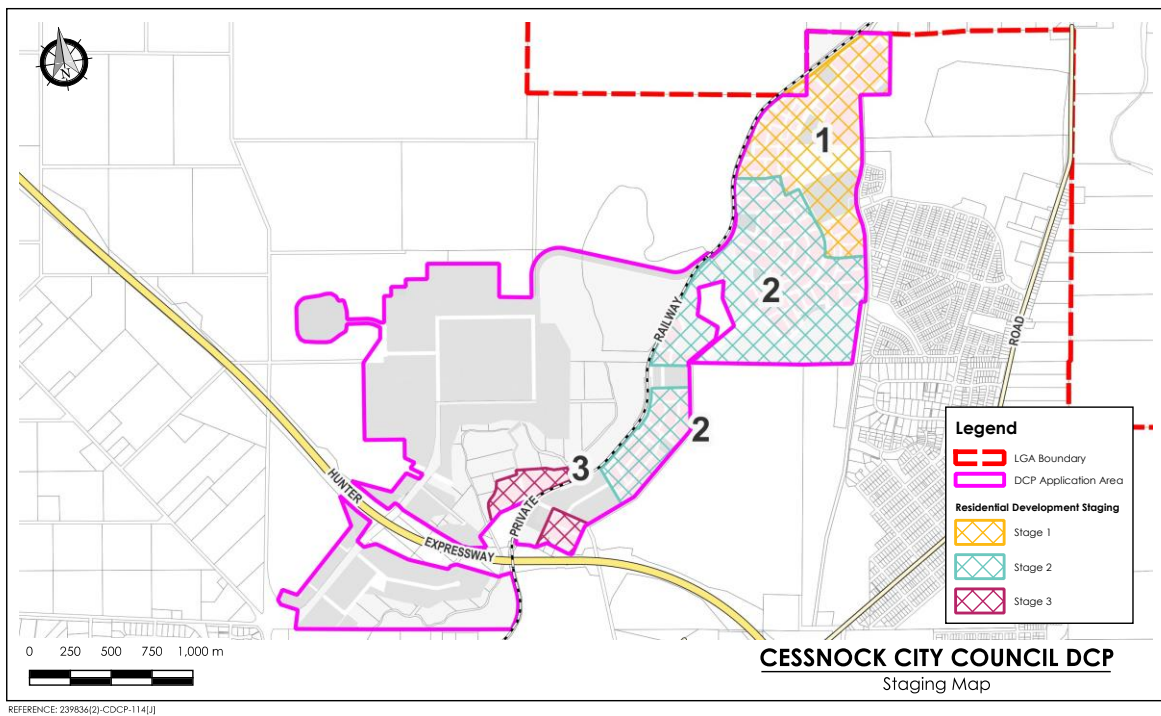 N
1
2
RAILWAY
ROAD
2
3
HUNTER
PRIVATE
EXPRESSWAY
Legend
LGA Boundary
DCP Application Area
Residential Development Staging
Stage 1
Stage 2
Stage 3
0 250 500 750 1,000 m
CESSNOCK CITY COUNCIL DCP
Staging Map
REFERENCE: 239836(2)-CDCP-114[J]